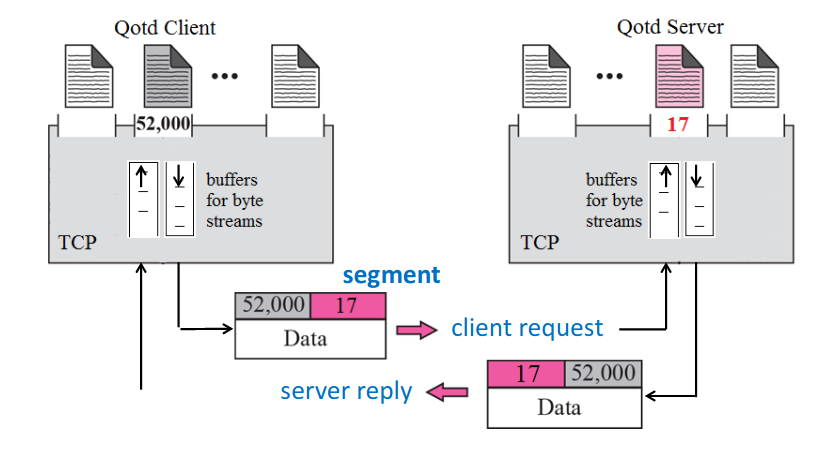 Qotd Client
Qotd Server
52,000
17
buffers
for byte
streams
TCP
buffers
for byte
streams
TCP
segment
52,000 17
Data
client request
server reply
17 52,000
Data